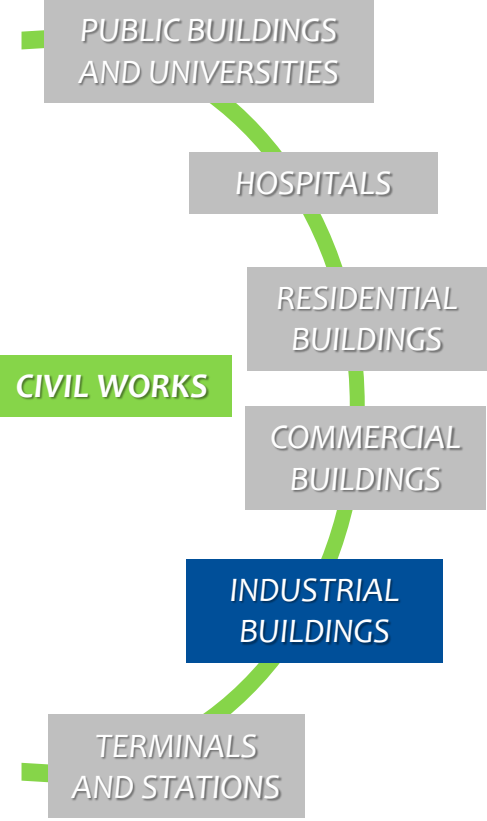 PUBLIC BUILDINGS
AND UNIVERSITIES
HOSPITALS
RESIDENTIAL
BUILDINGS
CIVIL WORKS
COMMERCIAL
BUILDINGS
INDUSTRIAL
BUILDINGS
TERMINALS
AND STATIONS